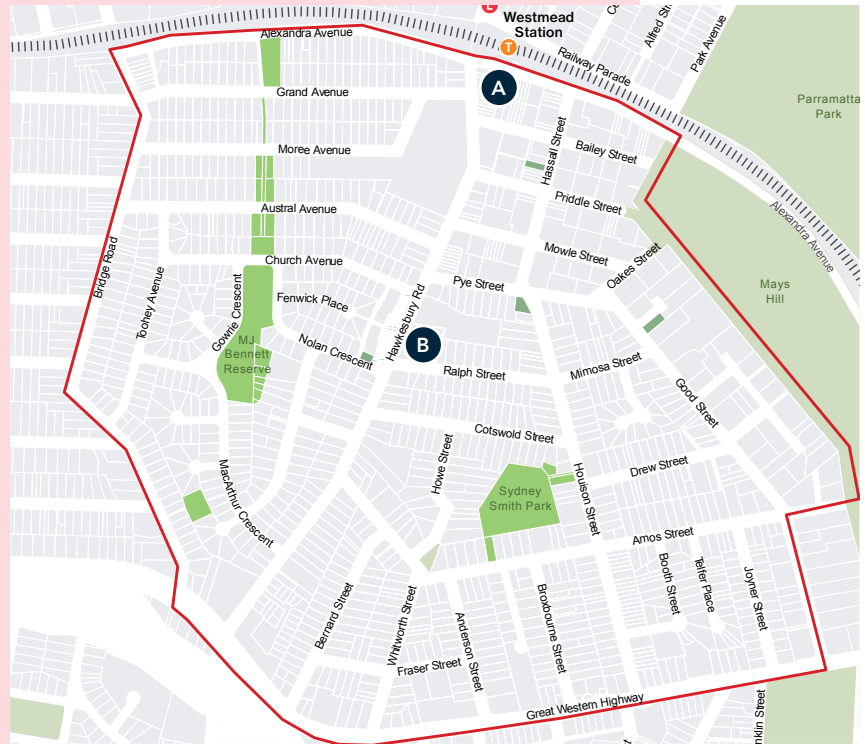 L
Westmead
Station
T
Alexandra Avenue
Alfred Str
Park Avenue
Railway Parade
A
Grand Avenue
Parramatta
Park
Hassall Street
Bailey Street
Moree Avenue
Priddle Street
Austral Avenue
Alexandra Avenue
Mowle Street
Oakes Street
Church Avenue
Bridge Road
Toohey Avenue
Gowrie Crescent
Fenwick Place
Pye Street
Mays
Hill
Hawkesbury Rd
B
MJ
Bennett
Reserve
Nolan Crescent
Ralph Street
Mimosa Street
Good Street
Cotswold Street
Howe Street
Houison Street
Drew Street
MacArthur Crescent
Sydney
Smith Park
Amos Street
Booth Street
Telfer Place
Joyner Street
Bernard Street
Whitworth Street
Anderson Street
Broxbourne Street
Fraser Street
Great Western Highway
nklin Street